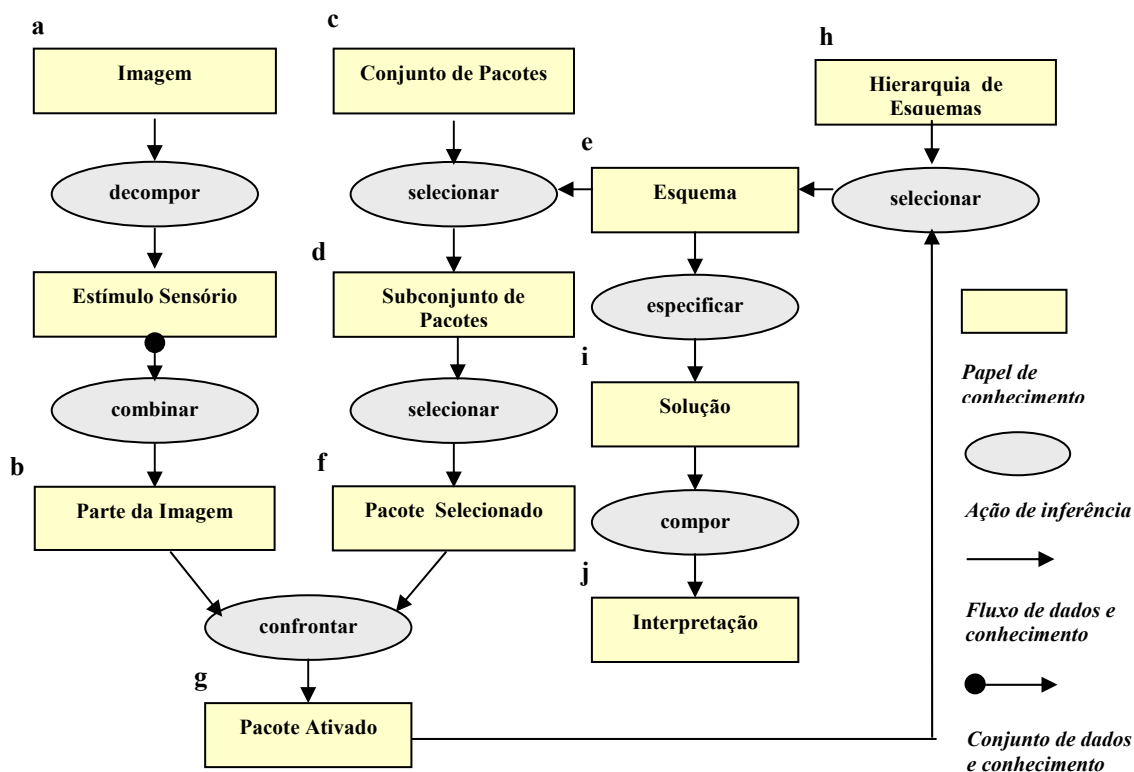 a
Imagem
decompor
Estímulo Sensório
combinar
b
Parte da Imagem
c
Conjunto de Pacotes
selecionar
d
Subconjunto de
Pacotes
selecionar
f
Pacote Selecionado
confrontar
g
Pacote Ativado
e
Esquema
especificar
i
Solução
compor
j
Interpretação
h
Hierarquia de
Esquemas
selecionar
Papel de
conhecimento
Ação de inferência
Fluxo de dados e
conhecimento
Conjunto de dados
e conhecimento